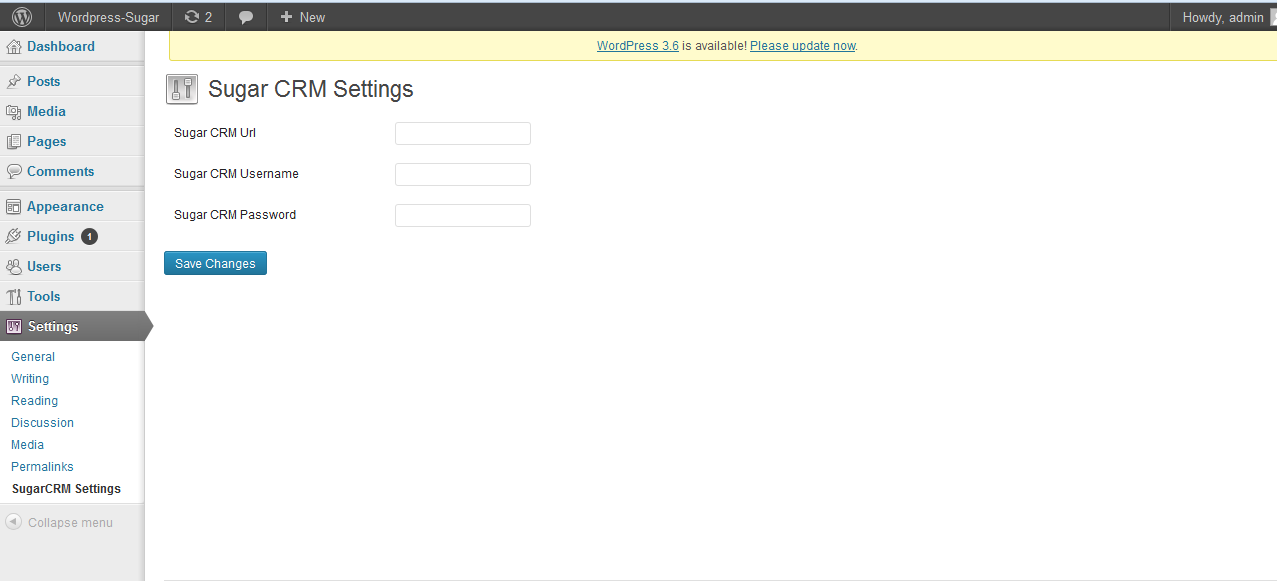 Wordpress-Sugar 2 New Howdy, admin
WordPress 3.6 is available! Please update now.
Dashboard
Posts
Media
Pages
Comments
Appearance
Plugins 1
Users
Tools
Settings
General
Writing
Reading
Discussion
Media
Permalinks
SugarCRM Settings
Collapse menu
Sugar CRM Settings
Sugar CRM Url
Sugar CRM Username
Sugar CRM Password
Save Changes